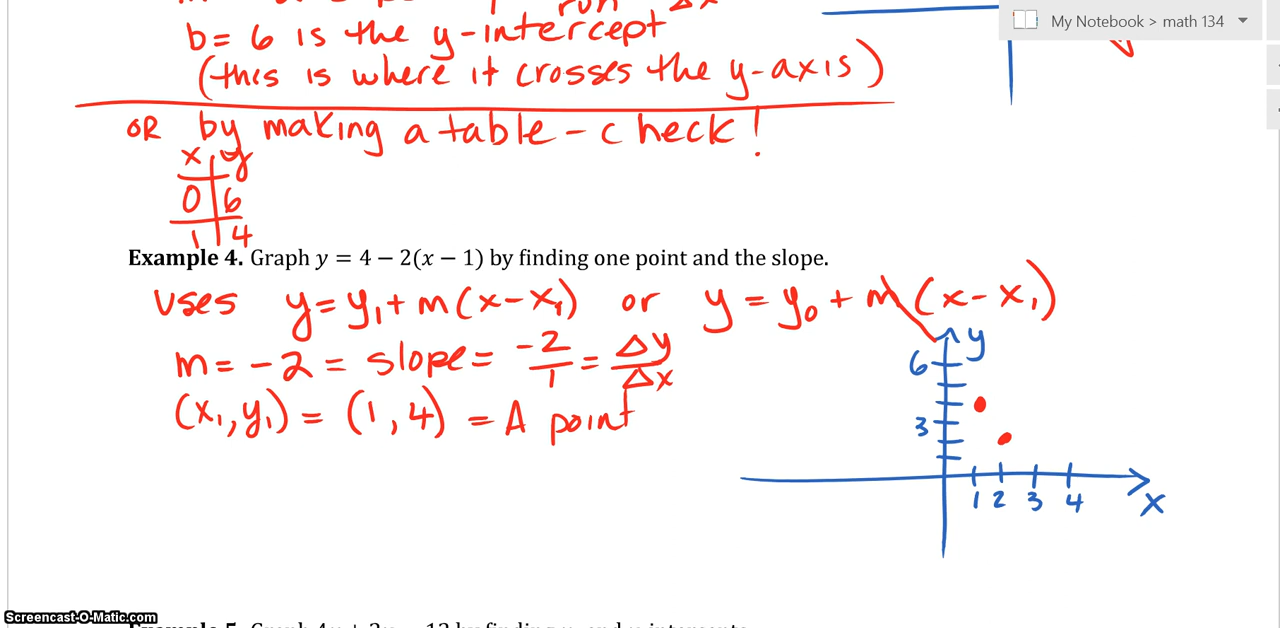 run Δx
b = 6 is the y-intercept
(this is where it crosses the y-axis)
My Notebook > math 134
OR by making a table - check!
x y
0 6
1 4
Example 4. Graph y = 4 − 2(x − 1) by finding one point and the slope.
uses y = y₁ + m(x - x₁) or y = y₀ + m(x - x₁)
m = -2 = slope = -2/1 = Δy/Δx
(x₁, y₁) = (1, 4) = A point
y
6
3
1 2 3 4
x
Screencast-O-Matic.com